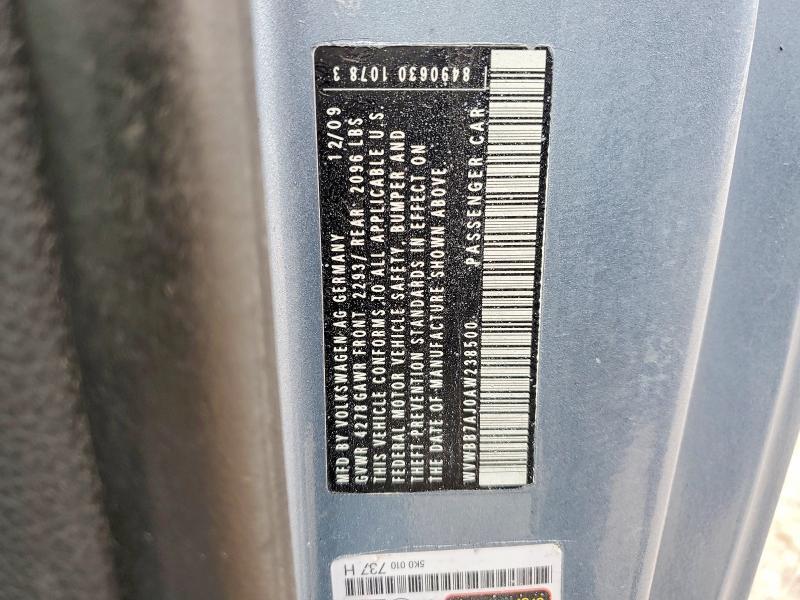 MFD BY VOLKSWAGEN AG GERMANY 12/09
GVWR 4278 GAWR FRONT 2293/ REAR 2096 LBS
THIS VEHICLE CONFORMS TO ALL APPLICABLE U.S.
FEDERAL MOTOR VEHICLE SAFETY, BUMPER AND
THEFT PREVENTION STANDARDS IN EFFECT ON
THE DATE OF MANUFACTURE SHOWN ABOVE
WVWBB7AJ0AW238500 PASSENGER CAR
8490630 1078 3
5K0 010 737 H